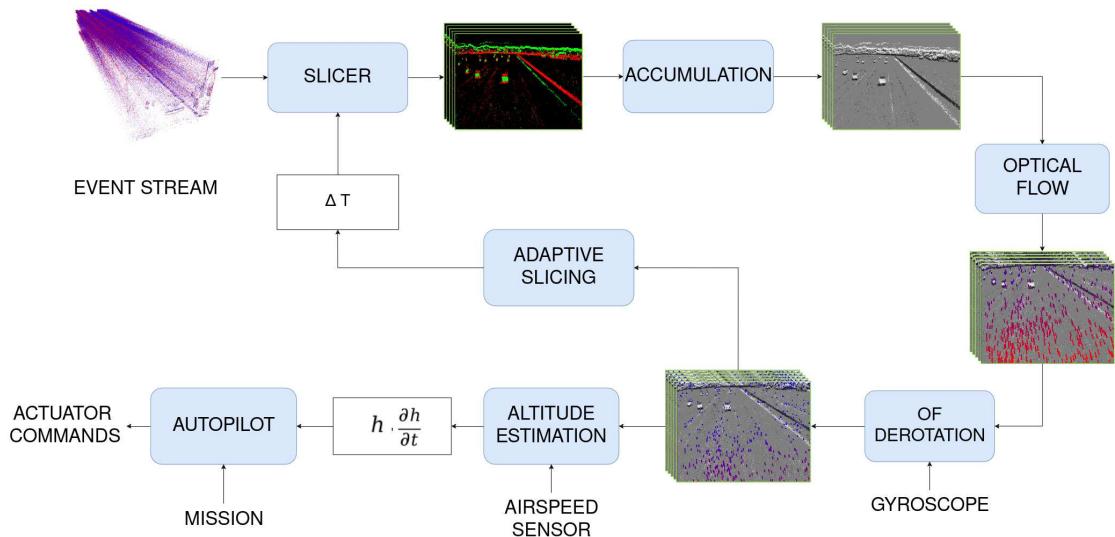 SLICER
ACCUMULATION
EVENT STREAM
OPTICAL
FLOW
Δ T
ADAPTIVE
SLICING
ACTUATOR
COMMANDS
AUTOPILOT
h , ∂h/∂t
ALTITUDE
ESTIMATION
OF
DEROTATION
MISSION
AIRSPEED
SENSOR
GYROSCOPE